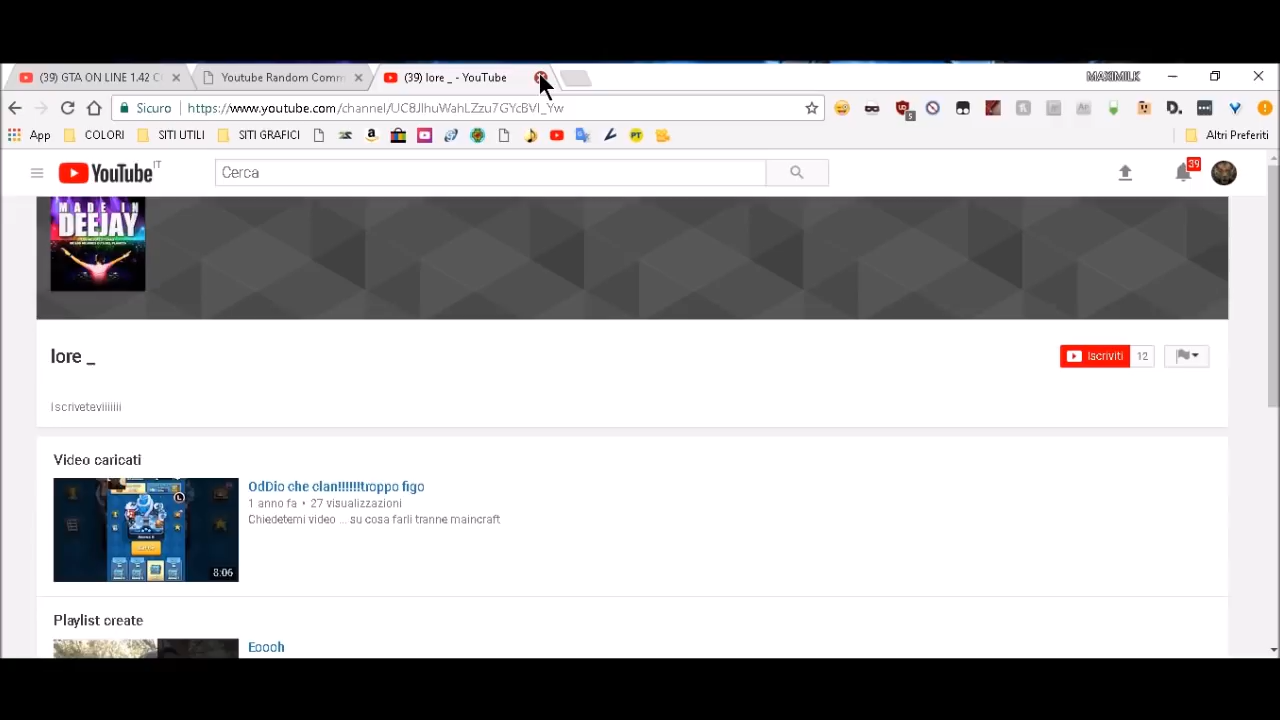 (39) GTA ON LINE 1.42 C
Youtube Random Comm
(39) lore _ - YouTube
MAXIMILK
Sicuro
https://www.youtube.com/channel/UC8JlhuWahLZzu7GYcBVl_Yw
5
App
COLORI
SITI UTILI
SITI GRAFICI
Altri Preferiti
YouTube IT
Cerca
39
MADE IN
DEEJAY
lore _
Iscriviti 12
Iscriveteviiiiiii
Video caricati
OdDio che clan!!!!!!!troppo figo
1 anno fa • 27 visualizzazioni
Chiedetemi video ... su cosa farli tranne maincraft
8:06
Playlist create
Eoooh